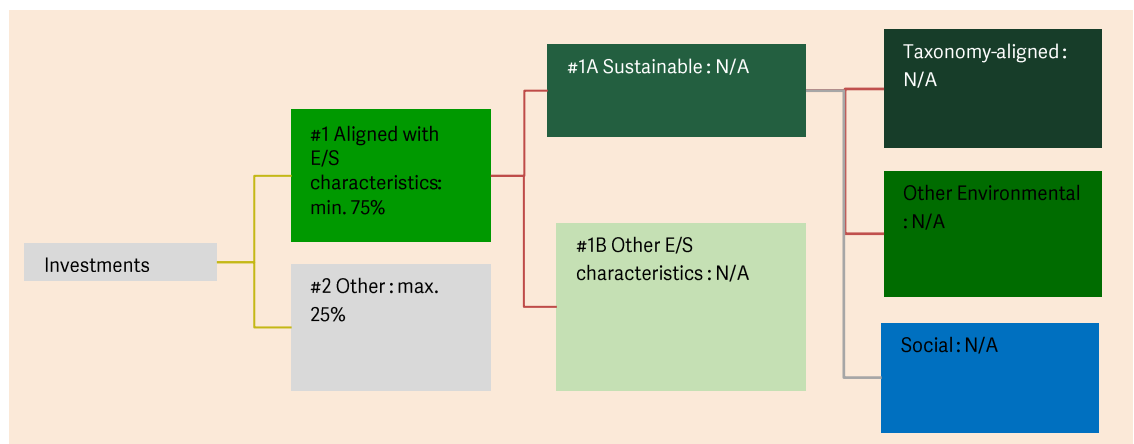 Investments
#1 Aligned with
E/S
characteristics:
min. 75%
#2 Other : max.
25%
#1A Sustainable : N/A
#1B Other E/S
characteristics : N/A
Taxonomy-aligned :
N/A
Other Environmental
: N/A
Social : N/A